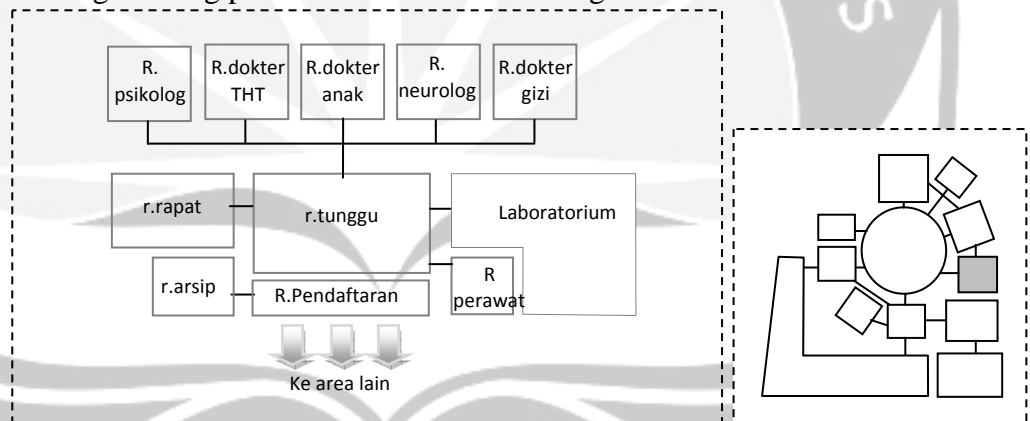 R.
psikolog
R.dokter
THT
R.dokter
anak
R.
neurolog
R.dokter
gizi
r.rapat
r.tunggu
Laboratorium
r.arsip
R.Pendaftaran
R
perawat
Ke area lain